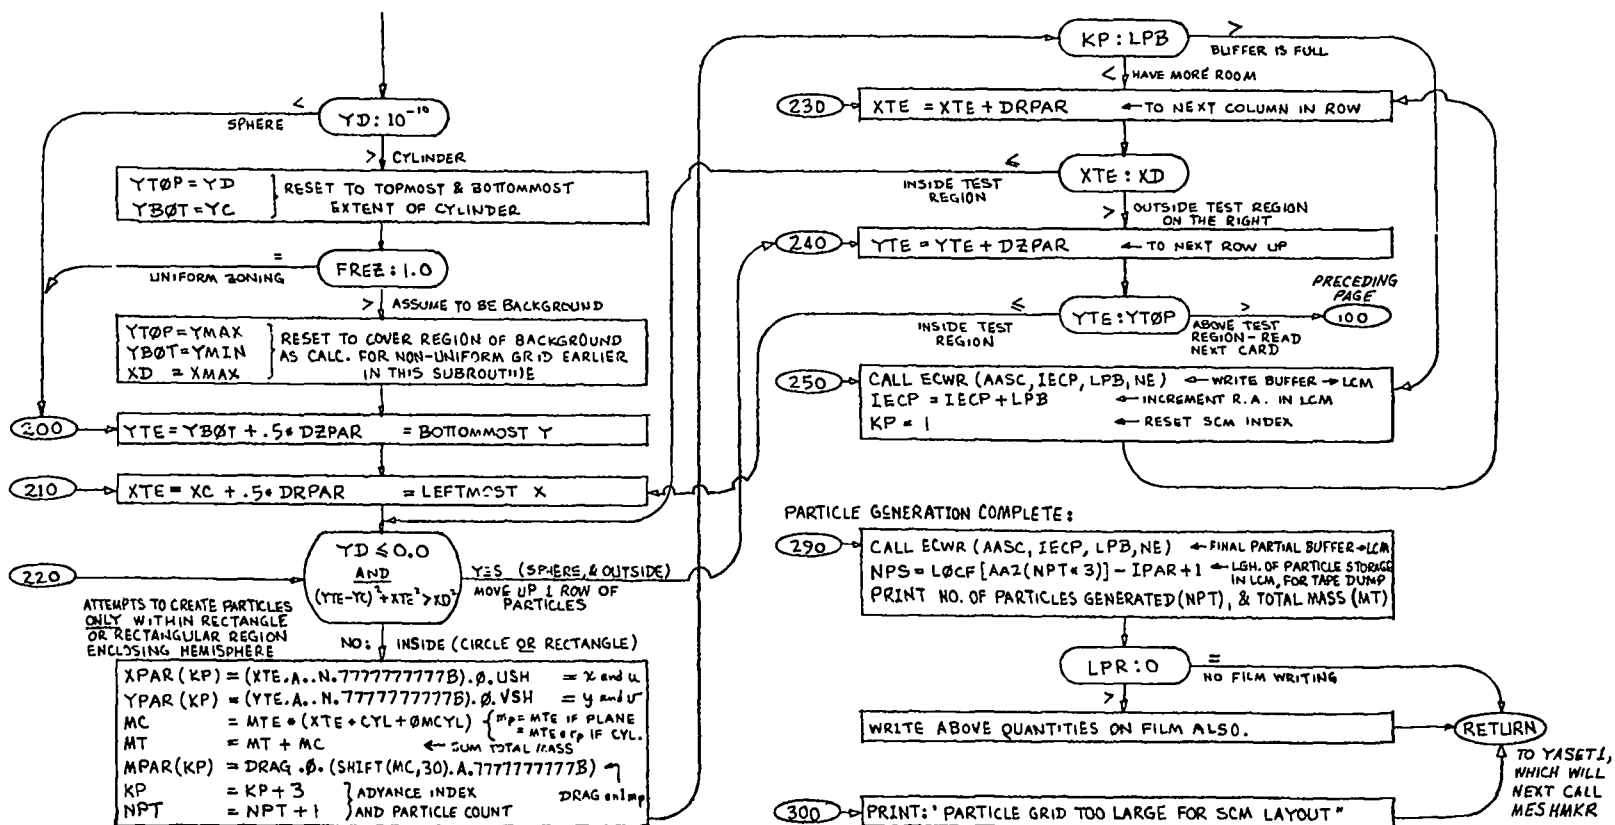 YD : 10^-10
<
SPHERE
> CYLINDER
YTØP = YD
YBØT = YC
RESET TO TOPMOST & BOTTOMMOST
EXTENT OF CYLINDER
FREZ : 1.0
=
UNIFORM ZONING
> ASSUME TO BE BACKGROUND
YTØP = YMAX
YBØT = YMIN
XD = XMAX
RESET TO COVER REGION OF BACKGROUND
AS CALC. FOR NON-UNIFORM GRID EARLIER
IN THIS SUBROUTINE
200
YTE = YBØT + .5* DZPAR = BOTTOMMOST Y
210
XTE = XC + .5* DRPAR = LEFTMOST X
220
YD ≤ 0.0
AND
(YTE-YC)² + XTE² > XD²
YES (SPHERE, & OUTSIDE)
MOVE UP 1 ROW OF
PARTICLES
ATTEMPTS TO CREATE PARTICLES
ONLY WITHIN RECTANGLE
OR RECTANGULAR REGION
ENCLOSING HEMISPHERE
NO: INSIDE (CIRCLE OR RECTANGLE)
XPAR (KP) = (XTE.A..N.7777777777B).Ø.USH = x and u
YPAR (KP) = (YTE.A..N.7777777777B).Ø.VSH = y and v
MC = MTE * (XTE * CYL + ØMCYL) { mp = MTE IF PLANE
= MTE * rp IF CYL.
MT = MT + MC ← SUM TOTAL MASS
MPAR (KP) = DRAG .Ø. (SHIFT (MC, 30).A.7777777777B)
KP = KP + 3
NPT = NPT + 1
ADVANCE INDEX
AND PARTICLE COUNT
DRAG and mp
KP : LPB
>
BUFFER IS FULL
< HAVE MORE ROOM
230
XTE = XTE + DRPAR ← TO NEXT COLUMN IN ROW
XTE : XD
≤
INSIDE TEST
REGION
> OUTSIDE TEST REGION
ON THE RIGHT
240
YTE = YTE + DZPAR ← TO NEXT ROW UP
YTE : YTØP
≤
INSIDE TEST
REGION
>
ABOVE TEST
REGION - READ
NEXT CARD
PRECEDING
PAGE
100
250
CALL ECWR (AASC, IECP, LPB, NE) ← WRITE BUFFER → LCM
IECP = IECP + LPB ← INCREMENT R.A. IN LCM
KP = 1 ← RESET SCM INDEX
PARTICLE GENERATION COMPLETE:
290
CALL ECWR (AASC, IECP, LPB, NE) ← FINAL PARTIAL BUFFER → LCM
NPS = LØCF [AA2 (NPT * 3)] - IPAR + 1 ← LGH. OF PARTICLE STORAGE
IN LCM, FOR TAPE DUMP
PRINT NO. OF PARTICLES GENERATED (NPT), & TOTAL MASS (MT)
LPR : 0
=
NO FILM WRITING
>
WRITE ABOVE QUANTITIES ON FILM ALSO.
RETURN
TO YASET1,
WHICH WILL
NEXT CALL
MESHMKR
300
PRINT: ' PARTICLE GRID TOO LARGE FOR SCM LAYOUT "